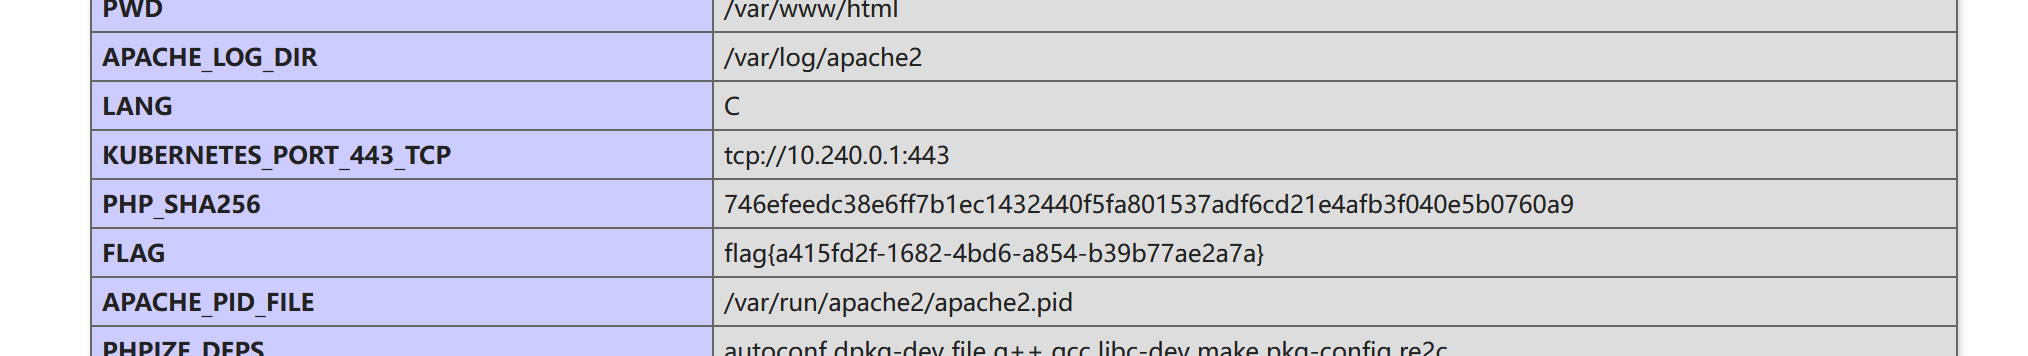 PWD /var/www/html
APACHE_LOG_DIR /var/log/apache2
LANG C
KUBERNETES_PORT_443_TCP tcp://10.240.0.1:443
PHP_SHA256 746efeedc38e6ff7b1ec1432440f5fa801537adf6cd21e4afb3f040e5b0760a9
FLAG flag{a415fd2f-1682-4bd6-a854-b39b77ae2a7a}
APACHE_PID_FILE /var/run/apache2/apache2.pid
PHPIZE_DEPS autoconf dpkg-dev file g++ gcc libc-dev make pkg-config re2c